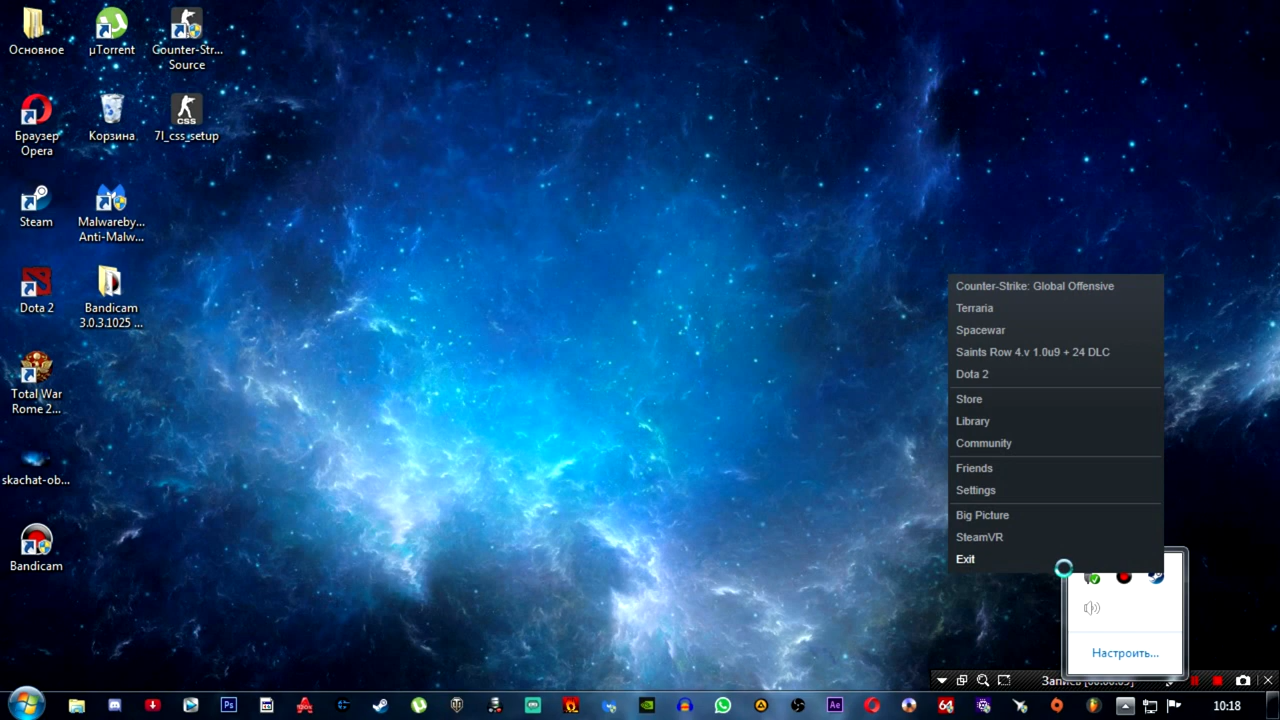 Основное
µTorrent
Counter-Str...
Source
Браузер
Opera
Корзина
7l_css_setup
Steam
Malwareby...
Anti-Malw...
Dota 2
Bandicam
3.0.3.1025 ...
Total War
Rome 2...
skachat-ob...
Bandicam
Counter-Strike: Global Offensive
Terraria
Spacewar
Saints Row 4.v 1.0u9 + 24 DLC
Dota 2
Store
Library
Community
Friends
Settings
Big Picture
SteamVR
Exit
Настроить...
10:18